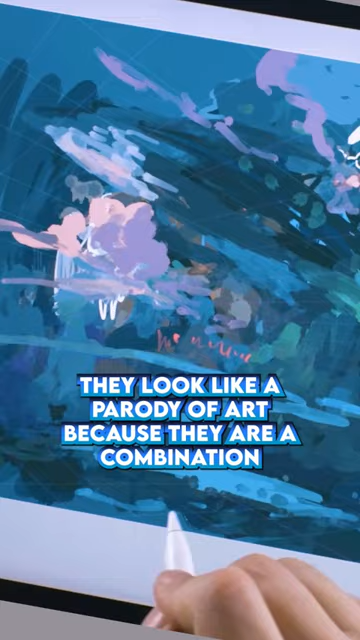 THEY LOOK LIKE A
PARODY OF ART
BECAUSE THEY ARE A
COMBINATION